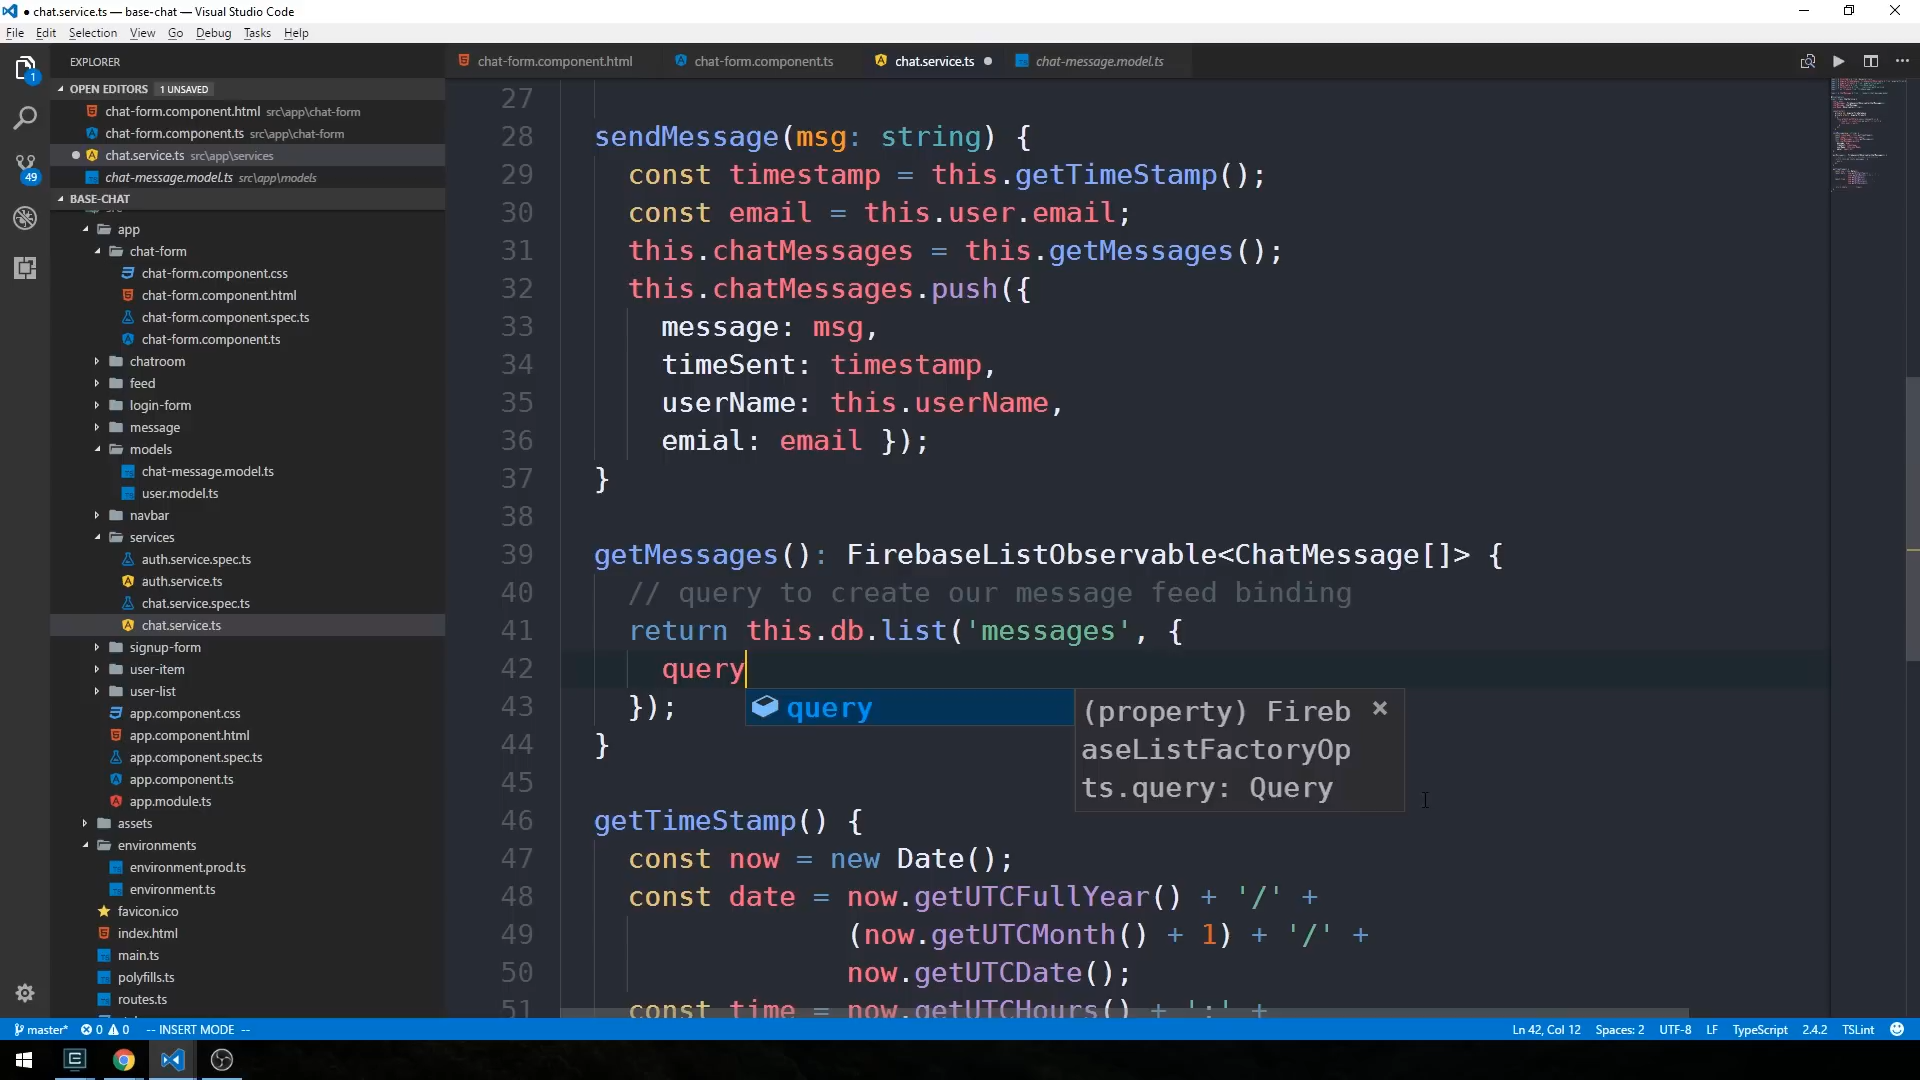 ● chat.service.ts — base-chat — Visual Studio Code
File Edit Selection View Go Debug Tasks Help
EXPLORER
OPEN EDITORS 1 UNSAVED
chat-form.component.html src\app\chat-form
chat-form.component.ts src\app\chat-form
chat.service.ts src\app\services
chat-message.model.ts src\app\models
BASE-CHAT
app
chat-form
chat-form.component.css
chat-form.component.html
chat-form.component.spec.ts
chat-form.component.ts
chatroom
feed
login-form
message
models
chat-message.model.ts
user.model.ts
navbar
services
auth.service.spec.ts
auth.service.ts
chat.service.spec.ts
chat.service.ts
signup-form
user-item
user-list
app.component.css
app.component.html
app.component.spec.ts
app.component.ts
app.module.ts
assets
environments
environment.prod.ts
environment.ts
favicon.ico
index.html
main.ts
polyfills.ts
routes.ts
1
49
chat-form.component.html chat-form.component.ts chat.service.ts chat-message.model.ts
27
28 sendMessage(msg: string) {
29 const timestamp = this.getTimeStamp();
30 const email = this.user.email;
31 this.chatMessages = this.getMessages();
32 this.chatMessages.push({
33 message: msg,
34 timeSent: timestamp,
35 userName: this.userName,
36 emial: email });
37 }
38
39 getMessages(): FirebaseListObservable<ChatMessage[]> {
40 // query to create our message feed binding
41 return this.db.list('messages', {
42 query
43 });
44 }
45
46 getTimeStamp() {
47 const now = new Date();
48 const date = now.getUTCFullYear() + '/' +
49 (now.getUTCMonth() + 1) + '/' +
50 now.getUTCDate();
51 const time = now.getUTCHours() + ':' +
query
(property) Fireb
aseListFactoryOp
ts.query: Query
master* 0 0 -- INSERT MODE -- Ln 42, Col 12 Spaces: 2 UTF-8 LF TypeScript 2.4.2 TSLint